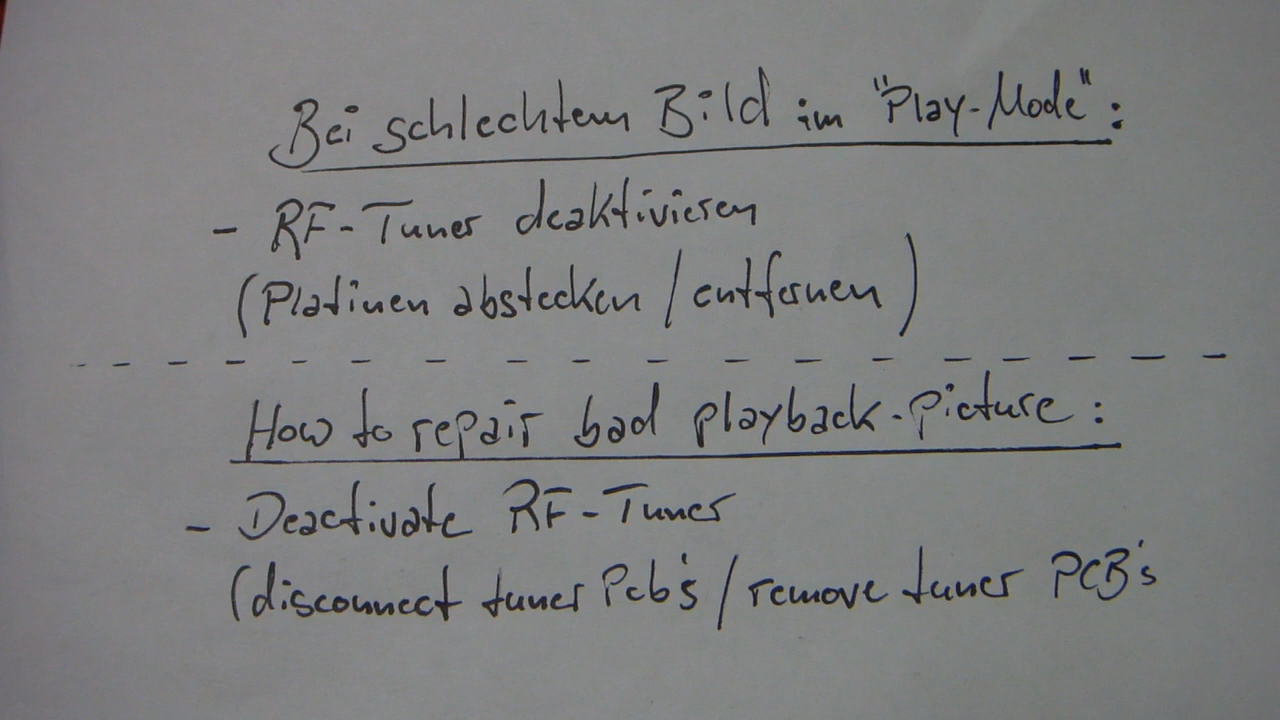 Bei schlechtem Bild im "Play-Mode":
- RF-Tuner deaktivieren
(Platinen abstecken / entfernen)
How to repair bad playback-picture:
- Deactivate RF-Tuner
(disconnect tuner Pcb's / remove tuner PCB's